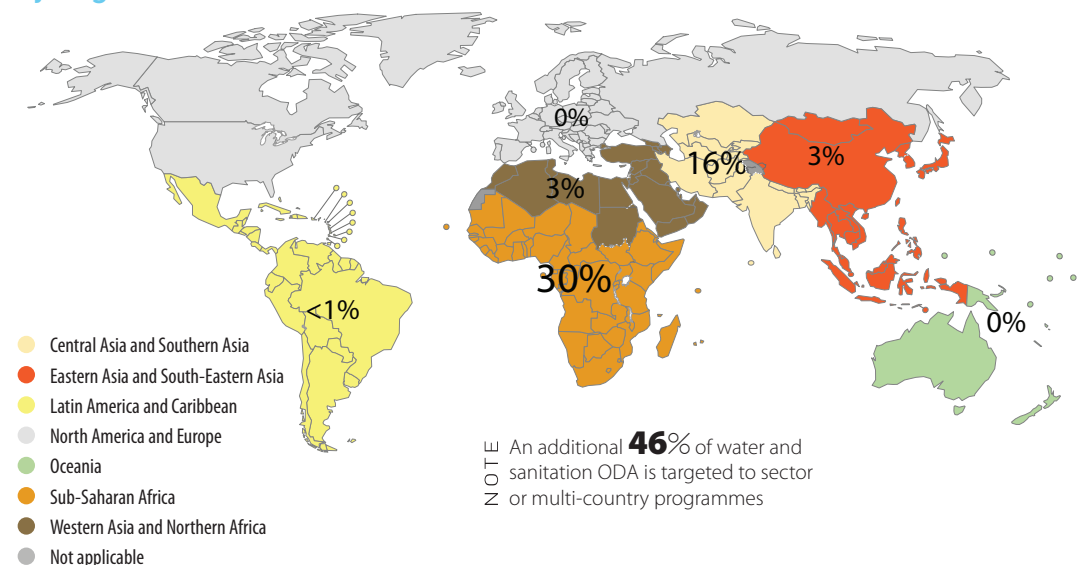 0%
16%
3%
3%
30%
<1%
0%
Central Asia and Southern Asia
Eastern Asia and South-Eastern Asia
Latin America and Caribbean
North America and Europe
Oceania
Sub-Saharan Africa
Western Asia and Northern Africa
Not applicable
NOTE
An additional 46% of water and
sanitation ODA is targeted to sector
or multi-country programmes